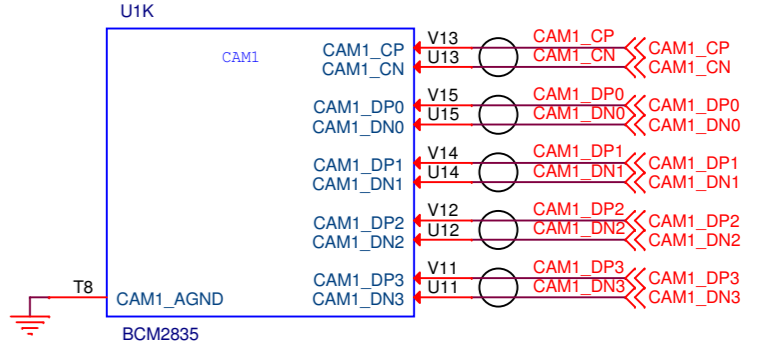 U1K
CAM1
CAM1_CP V13 CAM1_CP CAM1_CP
CAM1_CN U13 CAM1_CN CAM1_CN
CAM1_DP0 V15 CAM1_DP0 CAM1_DP0
CAM1_DN0 U15 CAM1_DN0 CAM1_DN0
CAM1_DP1 V14 CAM1_DP1 CAM1_DP1
CAM1_DN1 U14 CAM1_DN1 CAM1_DN1
CAM1_DP2 V12 CAM1_DP2 CAM1_DP2
CAM1_DN2 U12 CAM1_DN2 CAM1_DN2
CAM1_DP3 V11 CAM1_DP3 CAM1_DP3
T8 CAM1_AGND CAM1_DN3 U11 CAM1_DN3 CAM1_DN3
BCM2835